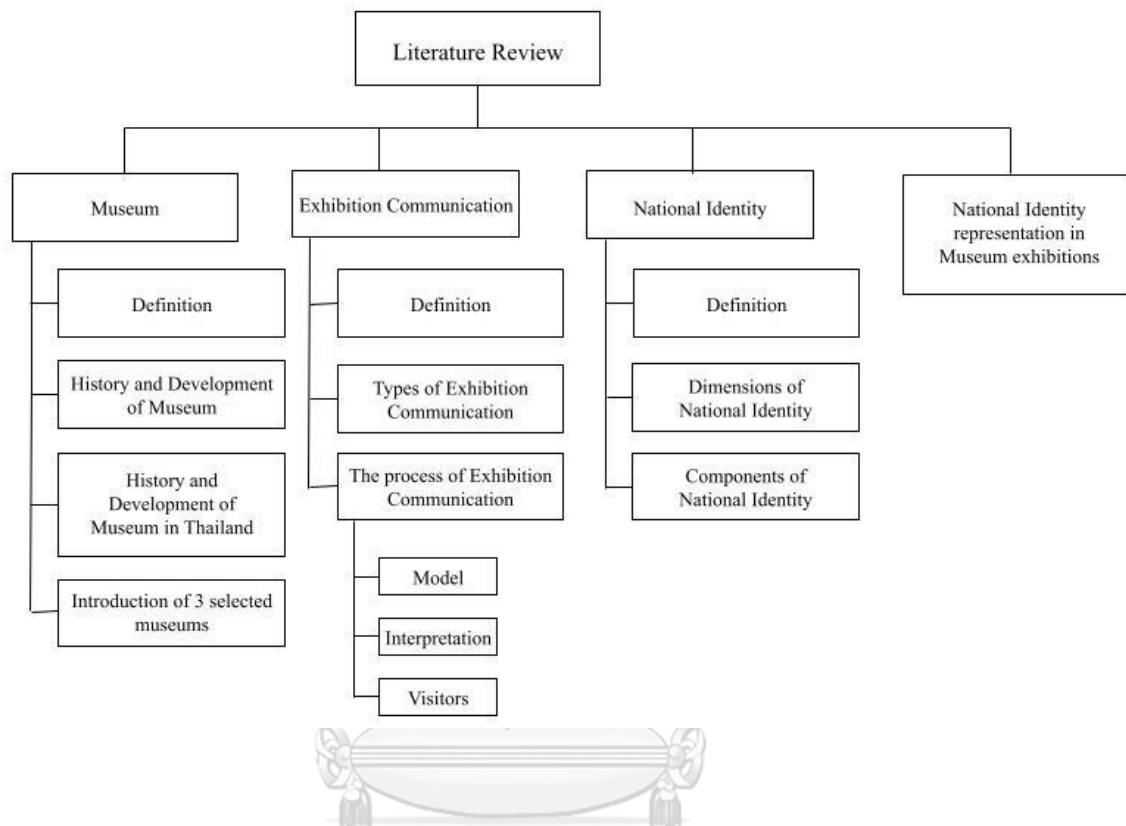 Literature Review
Museum
Definition
History and Development
of Museum
History and
Development of
Museum in Thailand
Introduction of 3 selected
museums
Exhibition Communication
Definition
Types of Exhibition
Communication
The process of Exhibition
Communication
Model
Interpretation
Visitors
National Identity
Definition
Dimensions of
National Identity
Components of
National Identity
National Identity
representation in
Museum exhibitions